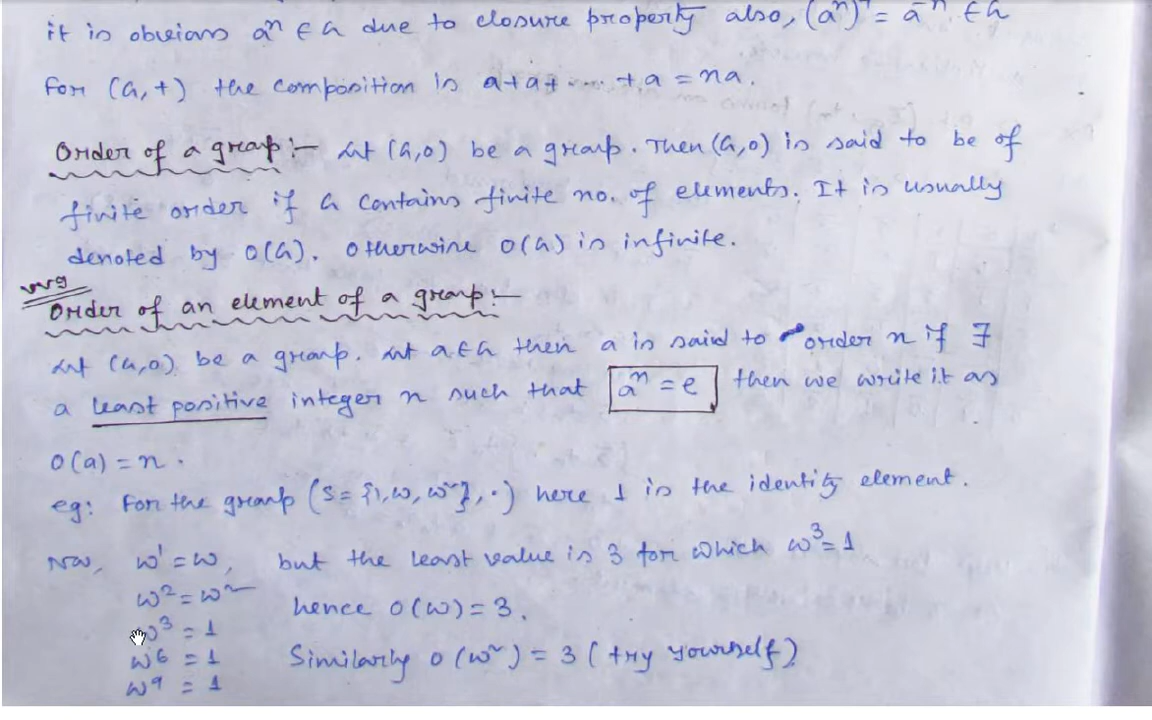 it is obvious aⁿ ∈ G due to closure property also, (aⁿ)⁻¹ = a⁻ⁿ ∈ G
For (G, +) the composition is a+a+ ... +a = na.
Order of a group :- Let (G, o) be a group. Then (G, o) is said to be of
finite order if G contains finite no. of elements. It is usually
denoted by O(G). Otherwise O(G) is infinite.
Order of an element of a group :-
Let (G, o) be a group. Let a ∈ G then a is said to order n if ∃
a least positive integer n such that aⁿ = e then we write it as
O(a) = n.
eg: For the group (S = {1, ω, ω²}, ·) here 1 is the identity element.
Now, ω¹ = ω, but the least value is 3 for which ω³ = 1
ω² = ω² hence O(ω) = 3.
ω³ = 1
ω⁶ = 1 Similarly O(ω²) = 3 (try yourself)
ω⁹ = 1